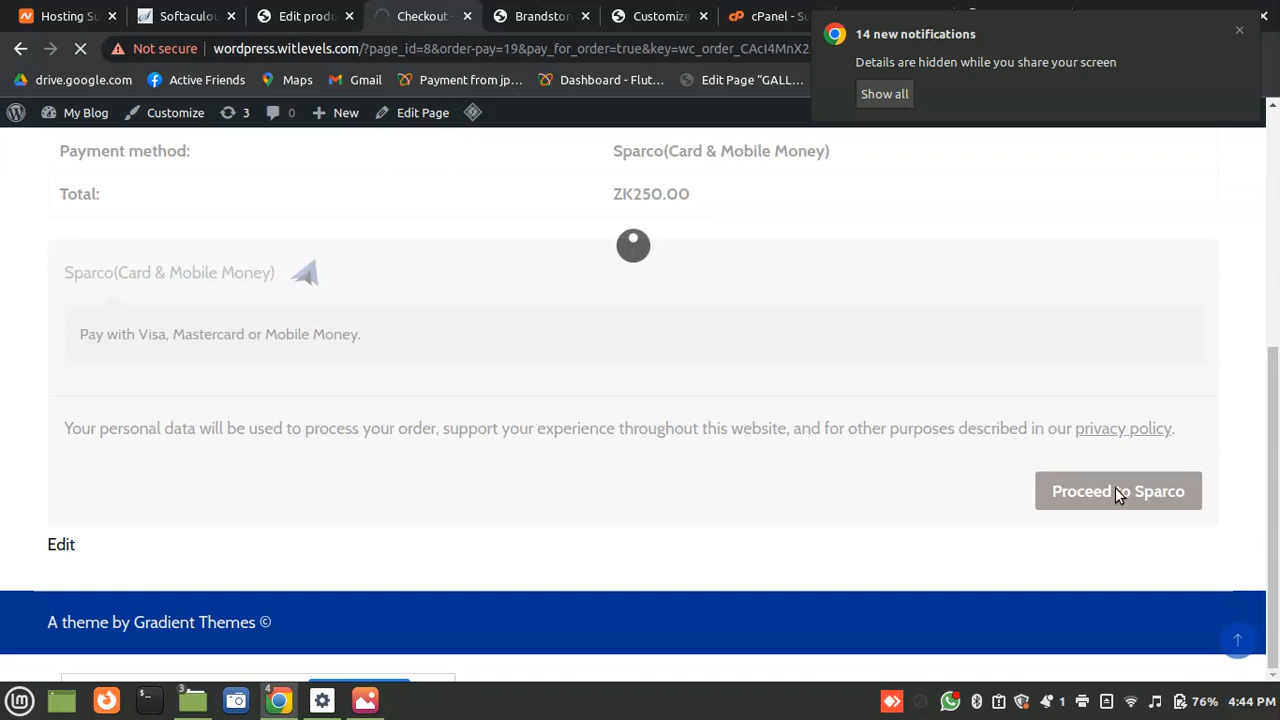 Hosting Su
Softaculou
Edit produ
Checkout –
Brandstor
Customize
cPanel - Su
Not secure
wordpress.witlevels.com/?page_id=8&order-pay=19&pay_for_order=true&key=wc_order_CAcI4MnX2
14 new notifications
Details are hidden while you share your screen
Show all
drive.google.com
Active Friends
Maps
Gmail
Payment from jp...
Dashboard - Flut...
Edit Page "GALL...
My Blog
Customize
3
0
New
Edit Page
Payment method:
Sparco(Card & Mobile Money)
Total:
ZK250.00
Sparco(Card & Mobile Money)
Pay with Visa, Mastercard or Mobile Money.
Your personal data will be used to process your order, support your experience throughout this website, and for other purposes described in our privacy policy.
Proceed to Sparco
Edit
A theme by Gradient Themes ©
3
4
1
76%
4:44 PM